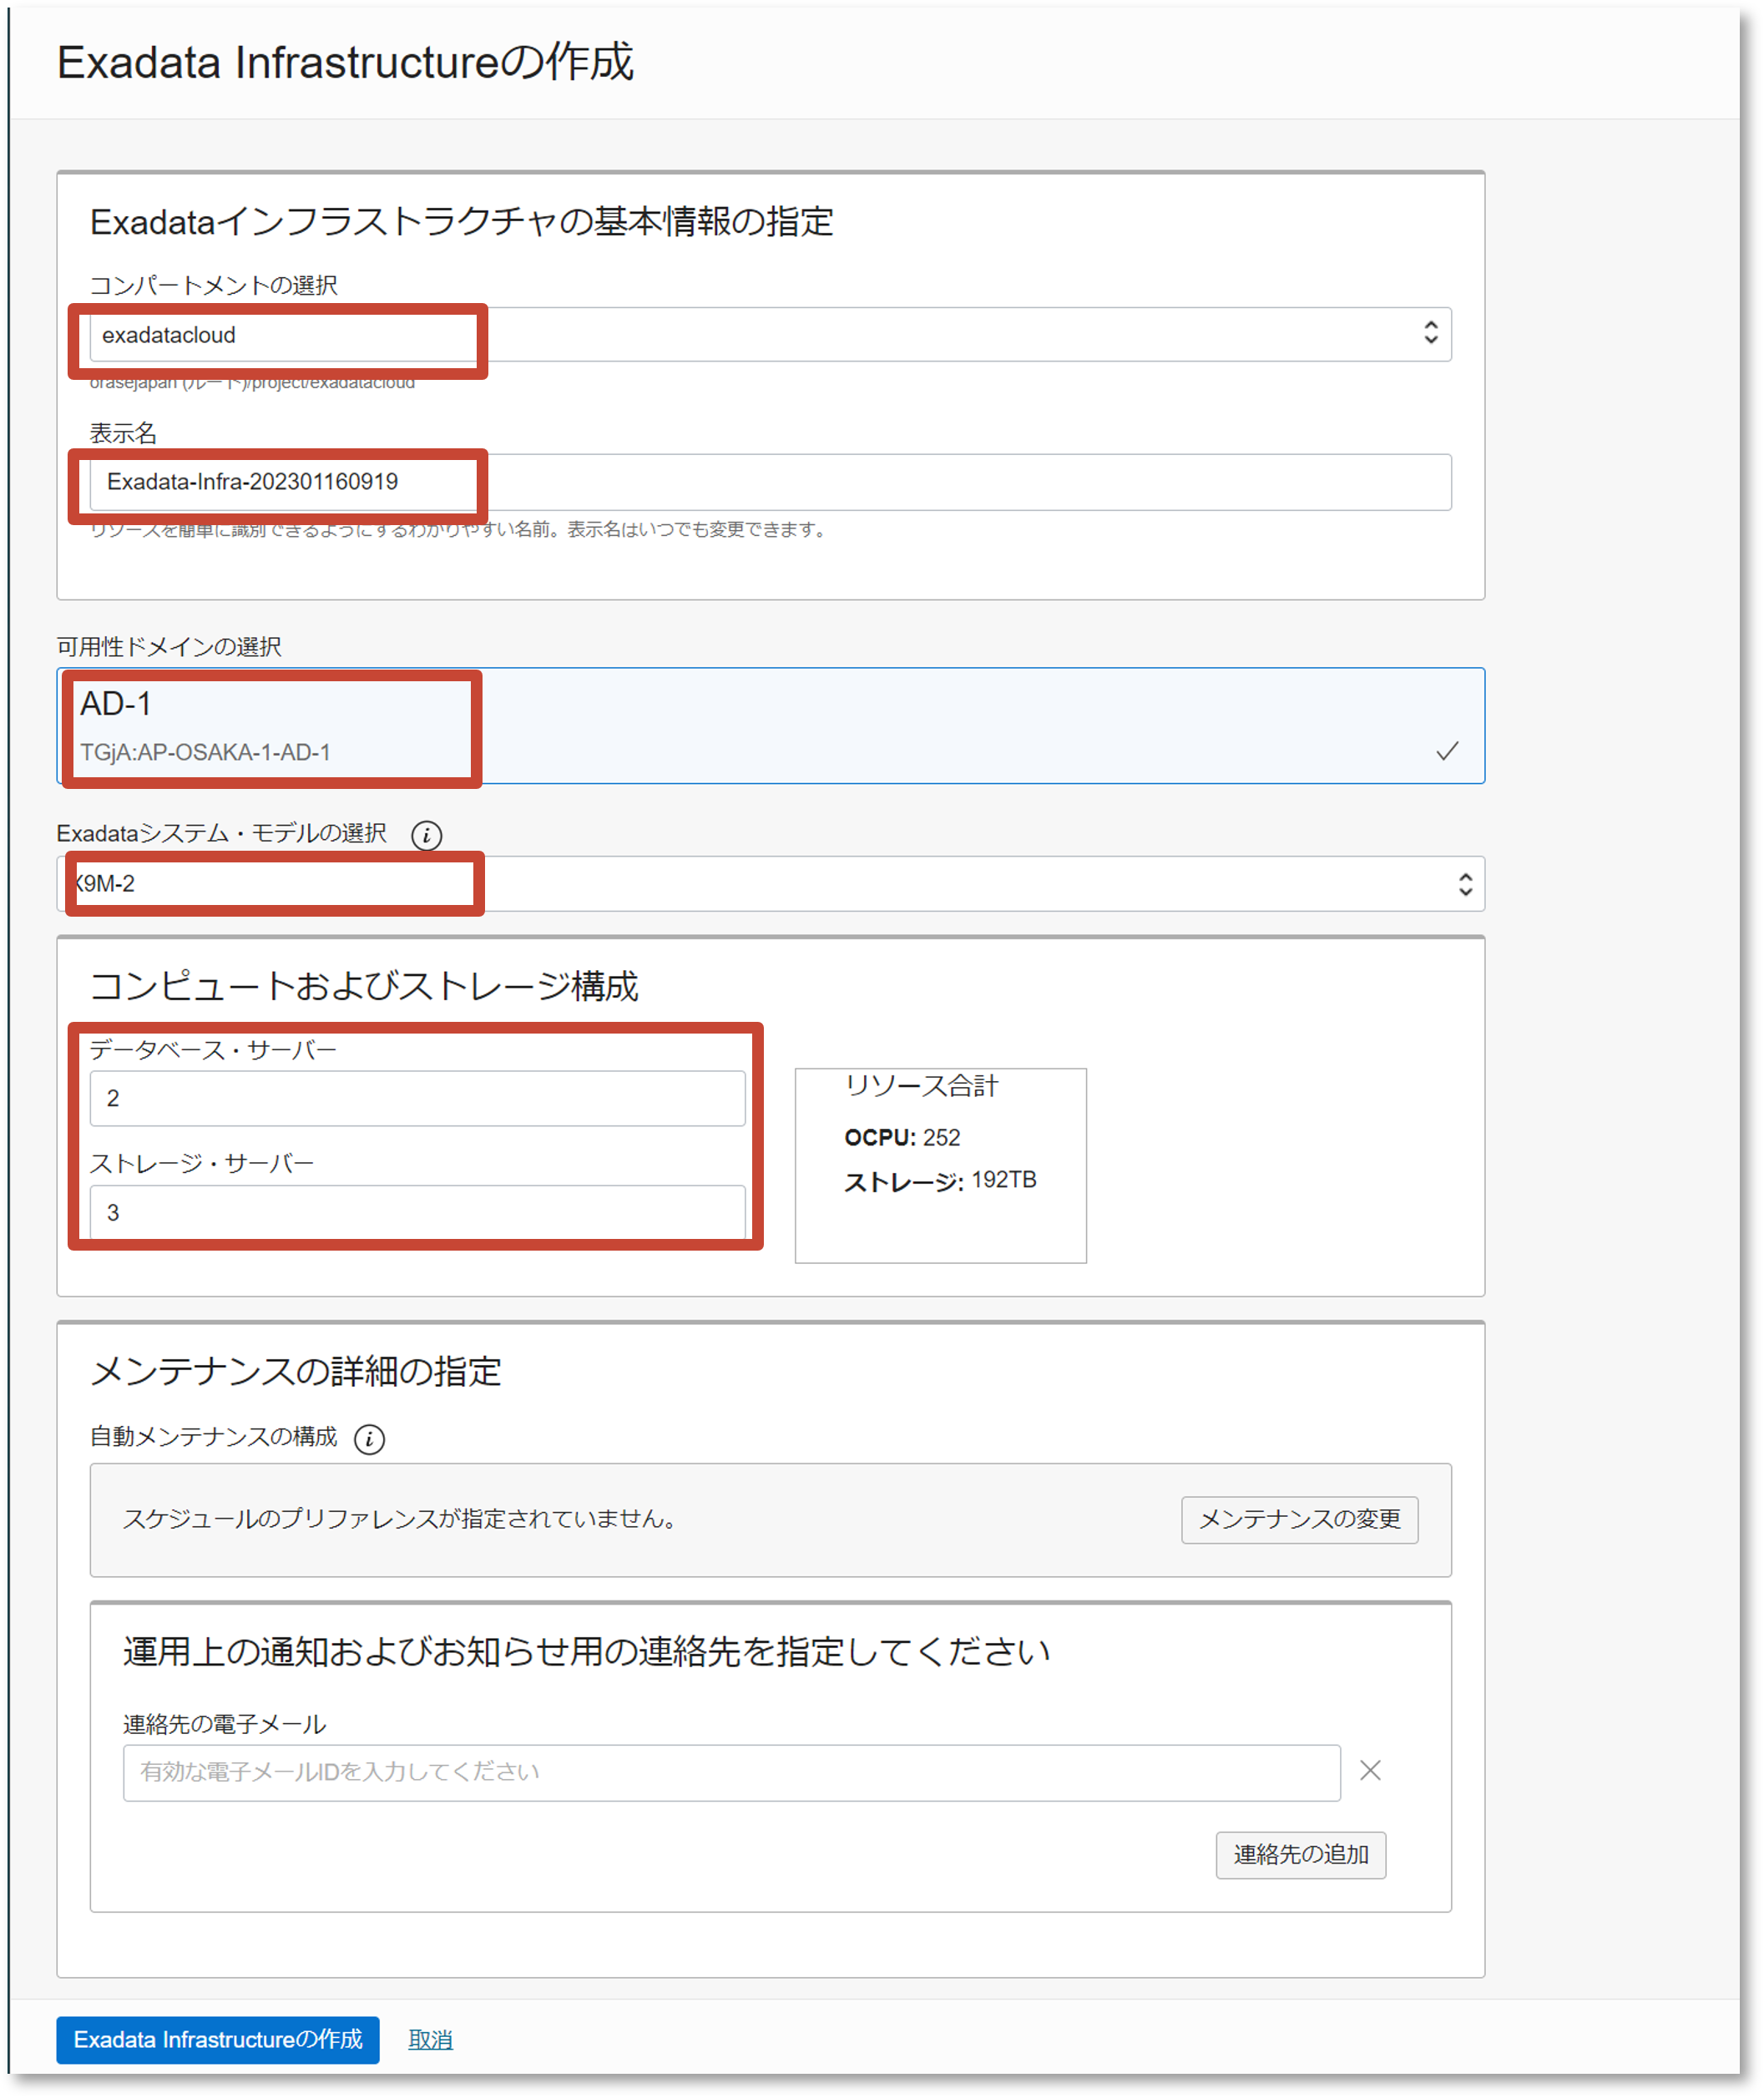 Exadata Infrastructureの作成
Exadataインフラストラクチャの基本情報の指定
コンパートメントの選択
exadatacloud
orasejapan (ルート)/project/exadatacloud
表示名
Exadata-Infra-202301160919
リソースを簡単に識別できるようにするわかりやすい名前。表示名はいつでも変更できます。
可用性ドメインの選択
AD-1
TGjA:AP-OSAKA-1-AD-1
Exadataシステム・モデルの選択
X9M-2
コンピュートおよびストレージ構成
データベース・サーバー
2
ストレージ・サーバー
3
リソース合計
OCPU: 252
ストレージ: 192TB
メンテナンスの詳細の指定
自動メンテナンスの構成
スケジュールのプリファレンスが指定されていません。
メンテナンスの変更
運用上の通知およびお知らせ用の連絡先を指定してください
連絡先の電子メール
有効な電子メールIDを入力してください
連絡先の追加
Exadata Infrastructureの作成 取消